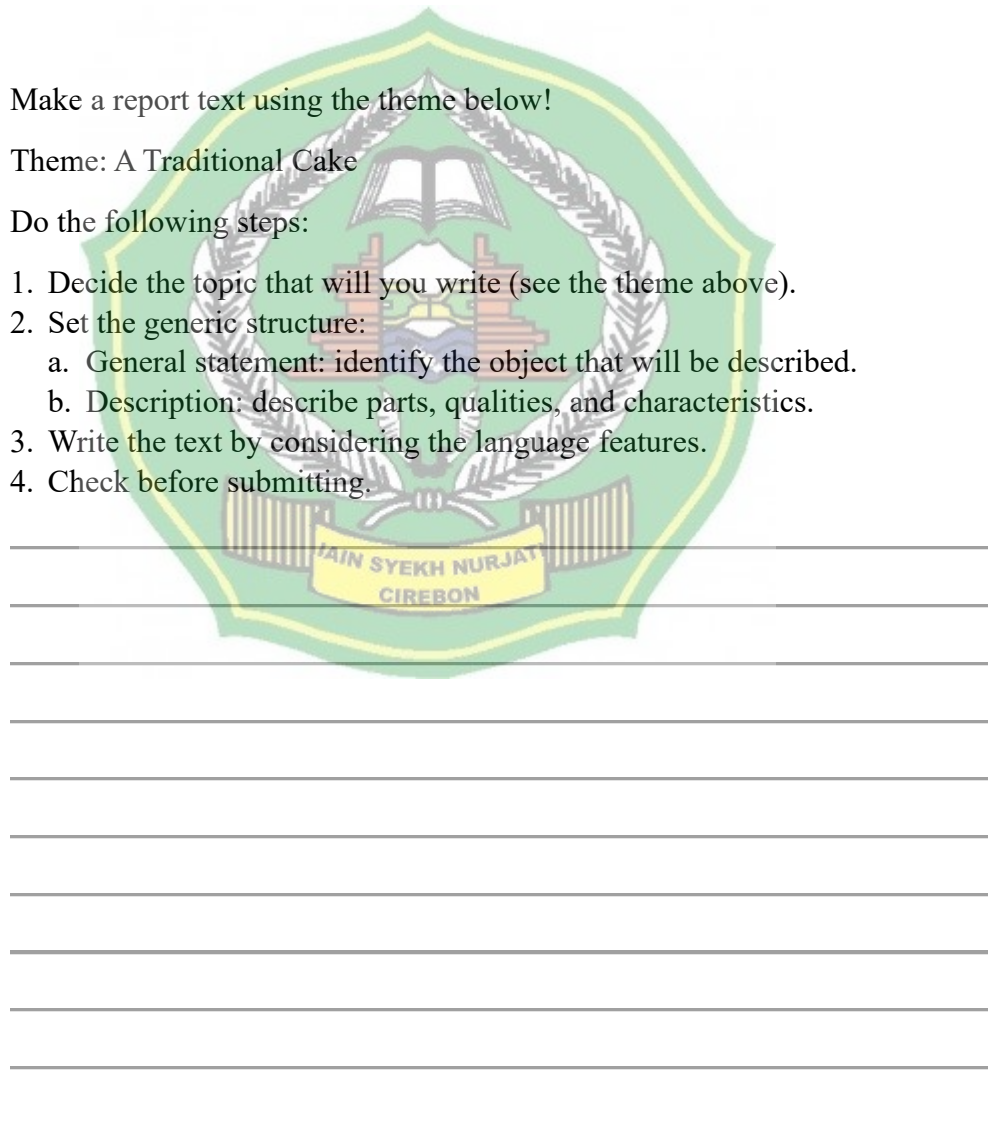 Make a report text using the theme below!
Theme: A Traditional Cake
Do the following steps:
1. Decide the topic that will you write (see the theme above).
2. Set the generic structure:
a. General statement: identify the object that will be described.
b. Description: describe parts, qualities, and characteristics.
3. Write the text by considering the language features.
4. Check before submitting.
IAIN SYEKH NURJATI
CIREBON